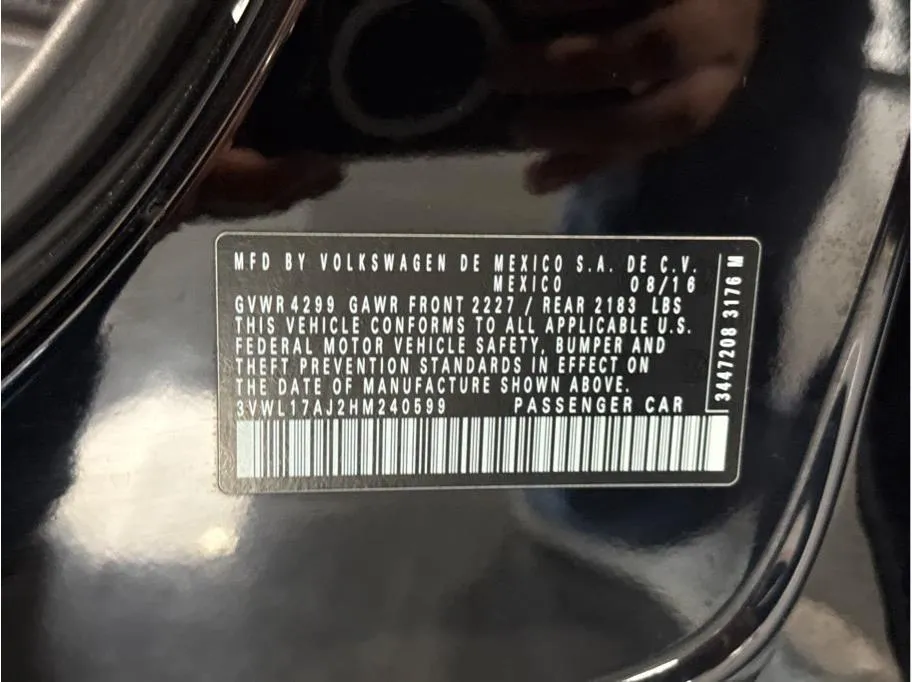 MFD BY VOLKSWAGEN DE MEXICO S.A. DE C.V.
MEXICO 08/16
GVWR 4299 GAWR FRONT 2227 / REAR 2183 LBS
THIS VEHICLE CONFORMS TO ALL APPLICABLE U.S.
FEDERAL MOTOR VEHICLE SAFETY, BUMPER AND
THEFT PREVENTION STANDARDS IN EFFECT ON
THE DATE OF MANUFACTURE SHOWN ABOVE.
3VWL17AJ2HM240599 PASSENGER CAR
3447208 3176 M